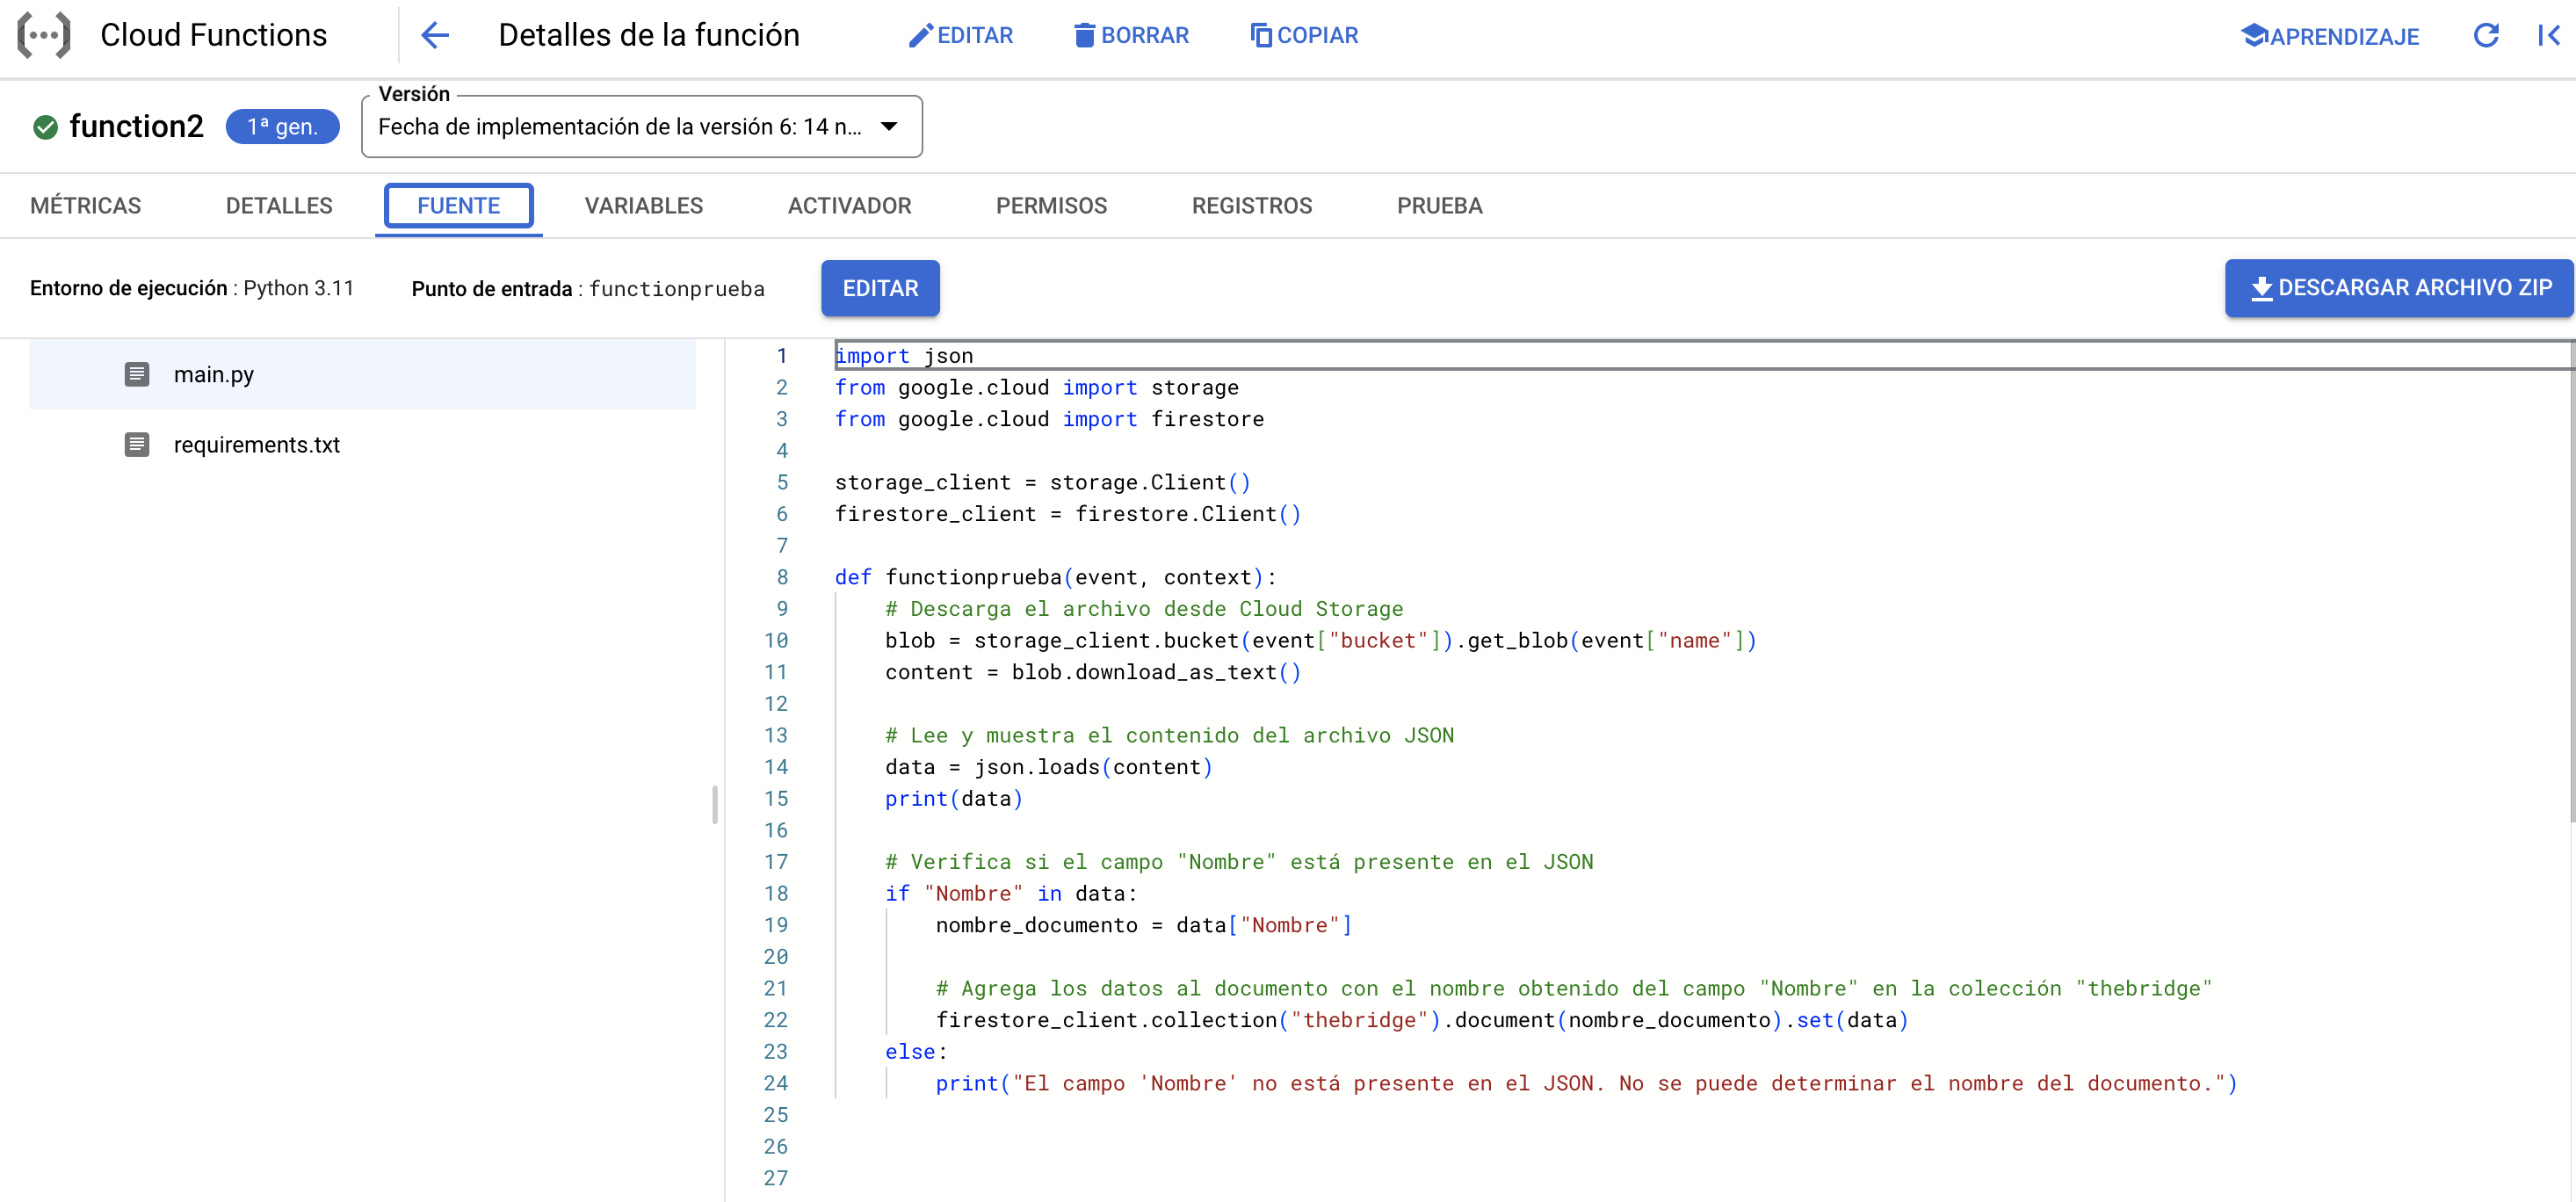 Cloud Functions
Detalles de la función
EDITAR
BORRAR
COPIAR
APRENDIZAJE
function2
1ª gen.
Versión
Fecha de implementación de la versión 6: 14 n...
MÉTRICAS
DETALLES
FUENTE
VARIABLES
ACTIVADOR
PERMISOS
REGISTROS
PRUEBA
Entorno de ejecución : Python 3.11
Punto de entrada : functionprueba
EDITAR
DESCARGAR ARCHIVO ZIP
main.py
requirements.txt
1 import json
2 from google.cloud import storage
3 from google.cloud import firestore
4
5 storage_client = storage.Client()
6 firestore_client = firestore.Client()
7
8 def functionprueba(event, context):
9     # Descarga el archivo desde Cloud Storage
10     blob = storage_client.bucket(event["bucket"]).get_blob(event["name"])
11     content = blob.download_as_text()
12
13     # Lee y muestra el contenido del archivo JSON
14     data = json.loads(content)
15     print(data)
16
17     # Verifica si el campo "Nombre" está presente en el JSON
18     if "Nombre" in data:
19         nombre_documento = data["Nombre"]
20
21         # Agrega los datos al documento con el nombre obtenido del campo "Nombre" en la colección "thebridge"
22         firestore_client.collection("thebridge").document(nombre_documento).set(data)
23     else:
24         print("El campo 'Nombre' no está presente en el JSON. No se puede determinar el nombre del documento.")
25
26
27